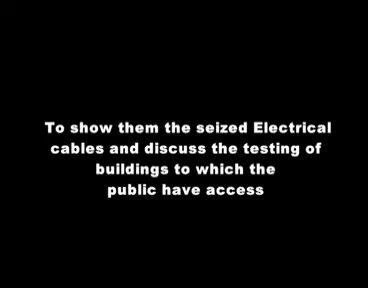 To show them the seized Electrical
cables and discuss the testing of
buildings to which the
public have access